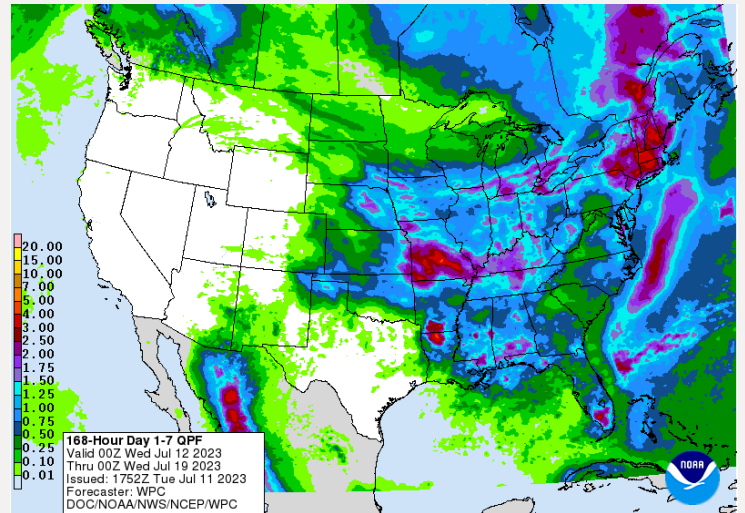 20.00
15.00
10.00
7.00
5.00
4.00
3.00
2.50
2.00
1.75
1.50
1.25
1.00
0.75
0.50
0.25
0.10
0.01
168-Hour Day 1-7 QPF
Valid 00Z Wed Jul 12 2023
Thru 00Z Wed Jul 19 2023
Issued: 1752Z Tue Jul 11 2023
Forecaster: WPC
DOC/NOAA/NWS/NCEP/WPC
NOAA